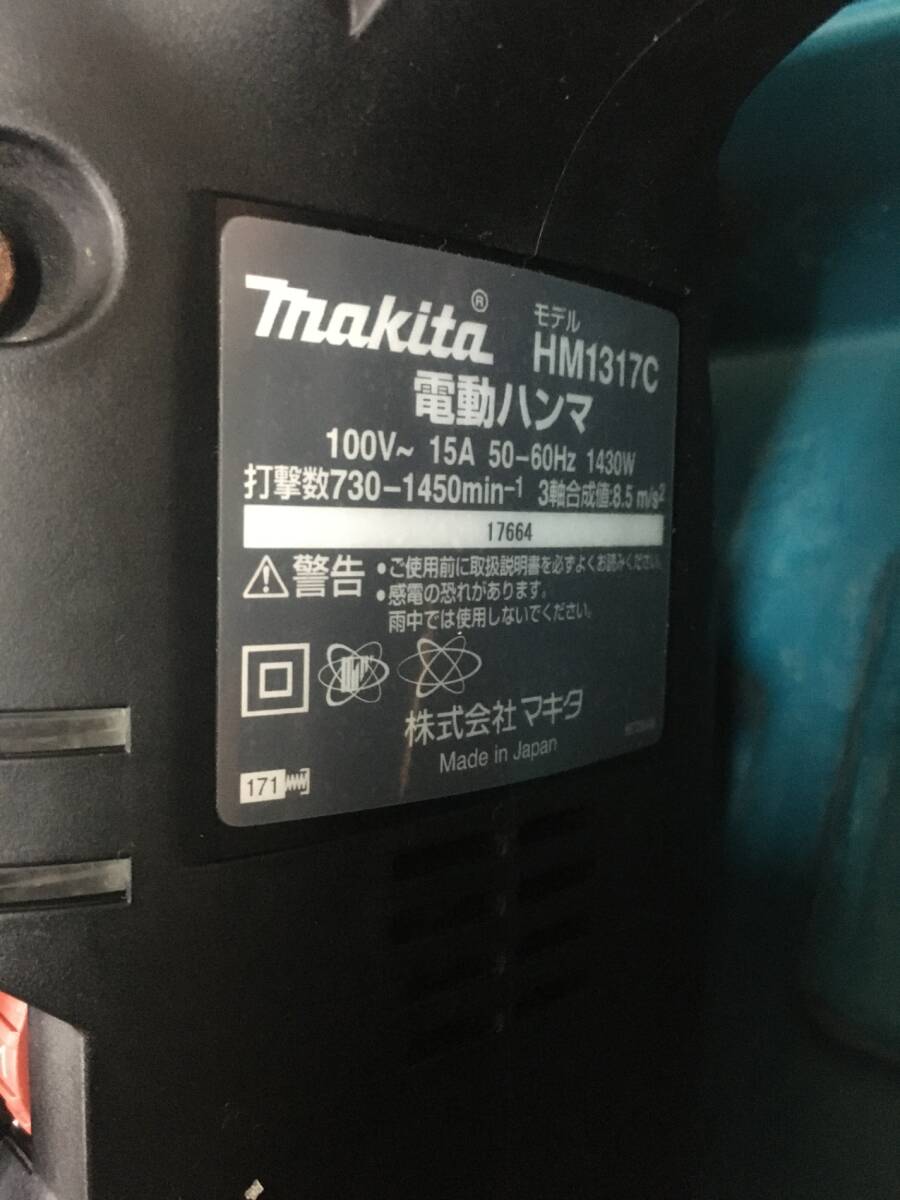 makita®
モデル
HM1317C
電動ハンマ
100V~ 15A 50-60Hz 1430W
打撃数730-1450min-1 3軸合成値:8.5 m/s2
17664
⚠警告 •ご使用前に取扱説明書を必ずよくお読みください。
•感電の恐れがあります。
雨中では使用しないでください。
株式会社マキタ
Made in Japan
171